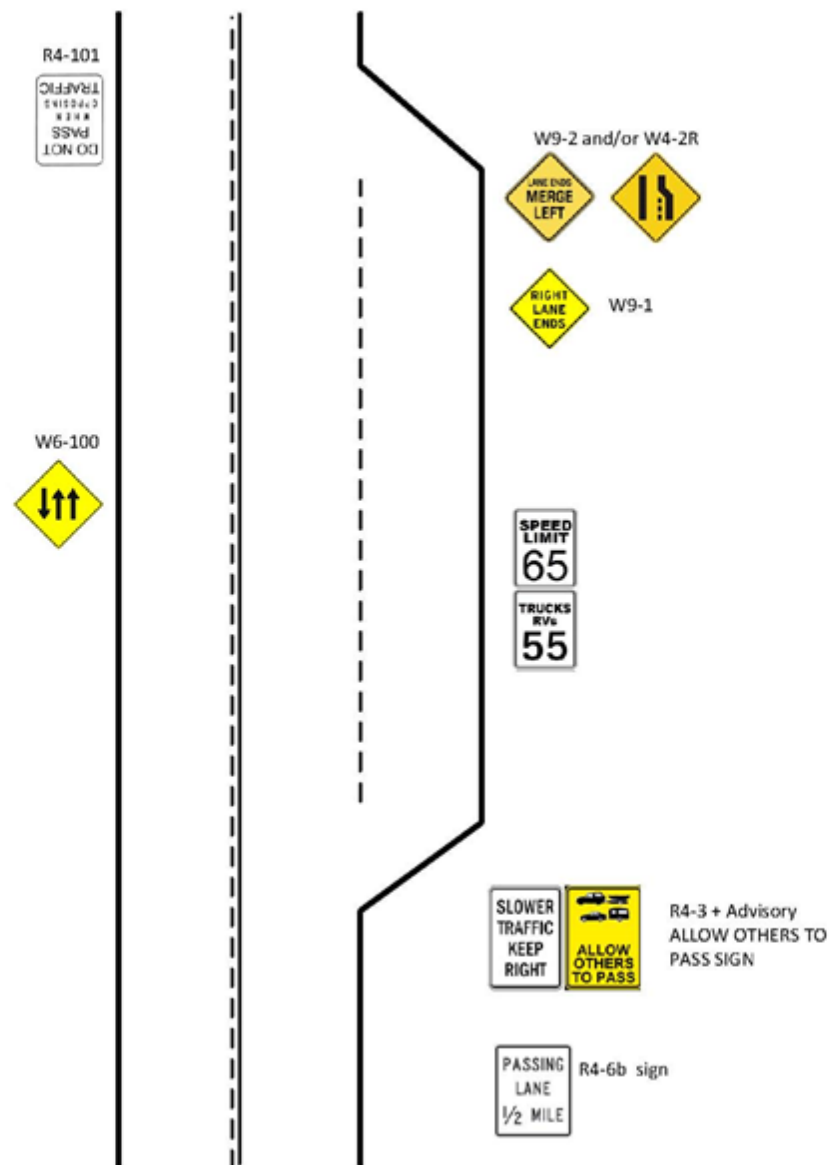 R4-101
DO NOT
PASS
WHEN
OPPOSING
TRAFFIC
W9-2 and/or W4-2R
LANE ENDS
MERGE
LEFT
RIGHT
LANE
ENDS
W9-1
W6-100
SPEED
LIMIT
65
TRUCKS
RVs
55
SLOWER
TRAFFIC
KEEP
RIGHT
ALLOW
OTHERS
TO PASS
R4-3 + Advisory
ALLOW OTHERS TO
PASS SIGN
PASSING
LANE
1/2 MILE
R4-6b sign